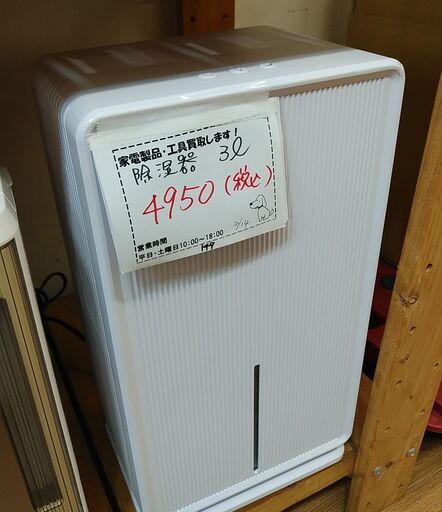 家電製品・工具買取します!
除湿器 3ℓ
4950(税込)
7/14
営業時間
平日・土曜日10:00～18:00